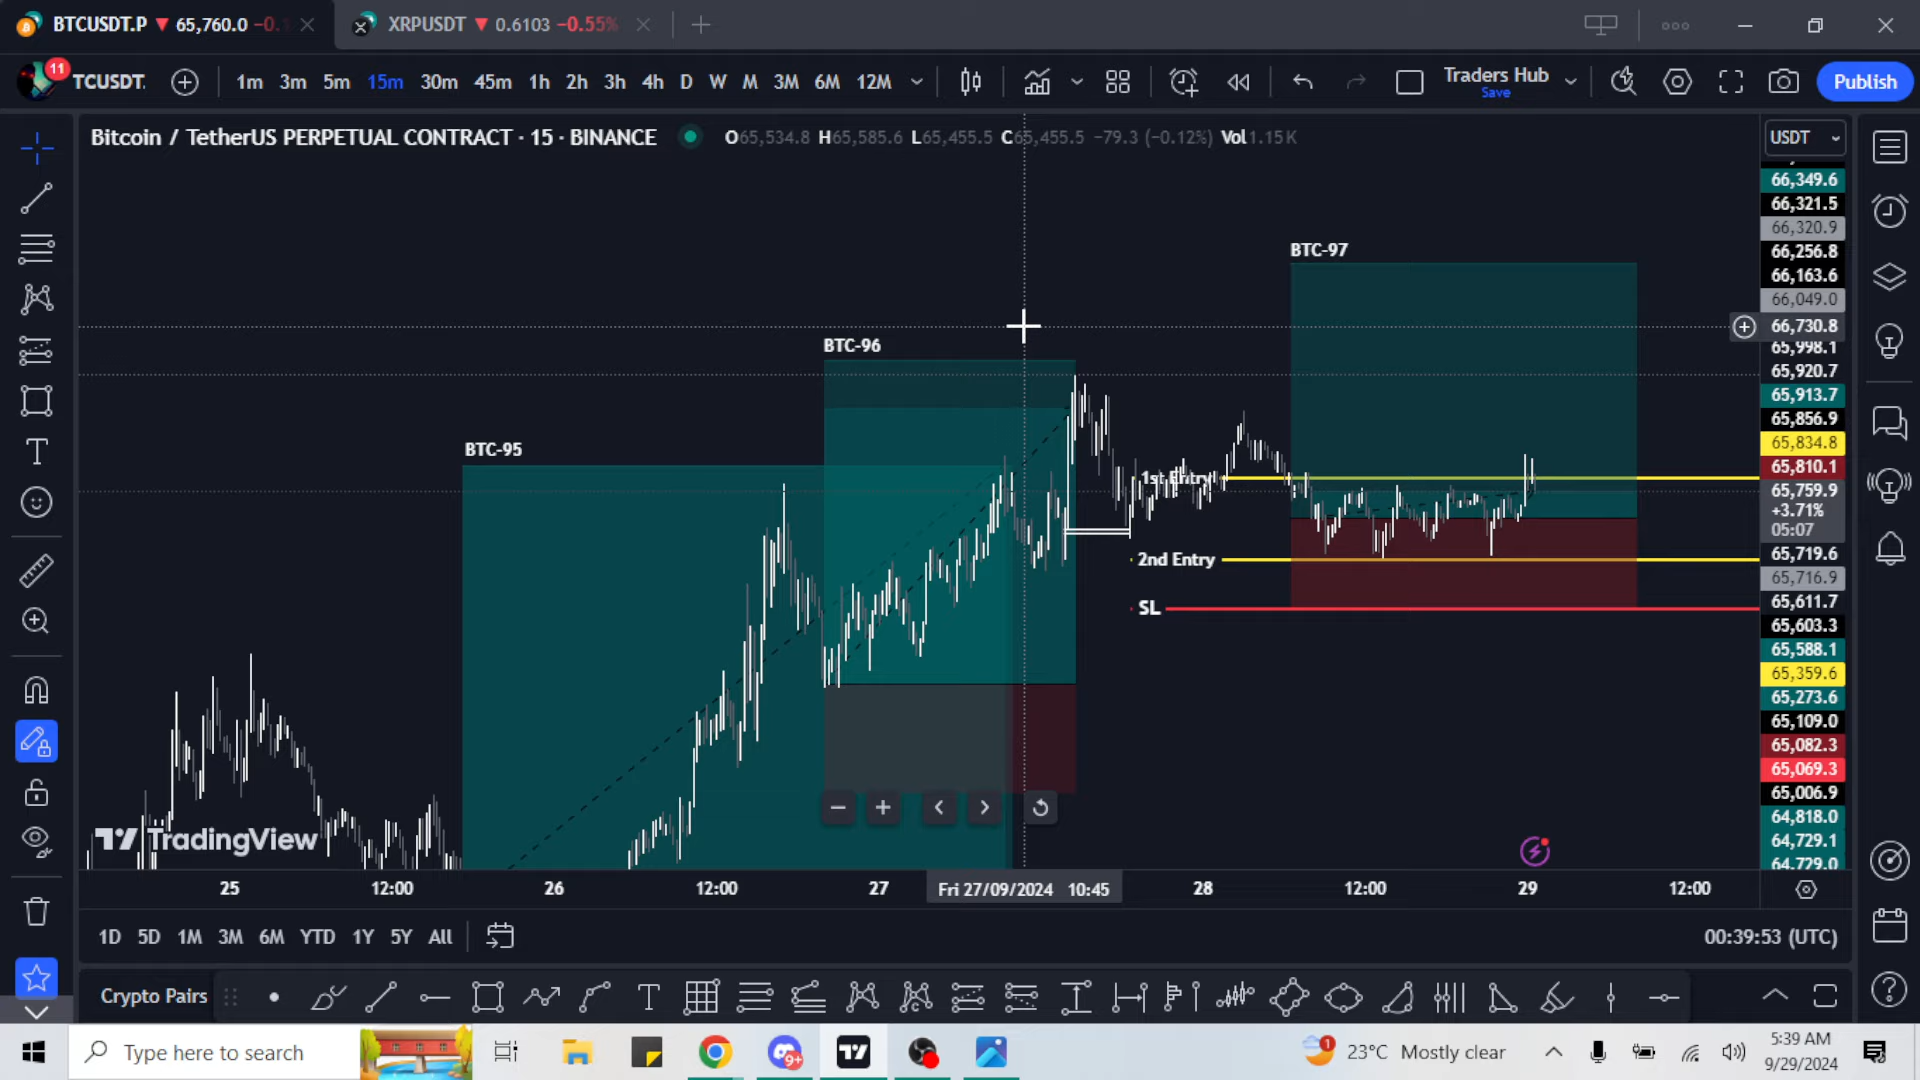 BTCUSDT.P ▼ 65,760.0 XRPUSDT ▼ 0.6103 −0.55%
11
TCUSDT. 1m 3m 5m 15m 30m 45m 1h 2h 3h 4h D W M 3M 6M 12M Traders Hub Save Publish
Bitcoin / TetherUS PERPETUAL CONTRACT · 15 · BINANCE O65,534.8 H65,585.6 L65,455.5 C65,455.5 −79.3 (−0.12%) Vol1.15K
USDT
66,349.6
66,321.5
66,320.9
66,256.8
66,163.6
66,049.0
66,730.8
65,998.1
65,920.7
65,913.7
65,856.9
65,834.8
65,810.1
65,759.9
+3.71%
05:07
65,719.6
65,716.9
65,611.7
65,603.3
65,588.1
65,359.6
65,273.6
65,109.0
65,082.3
65,069.3
65,006.9
64,818.0
64,729.1
64,729.0
BTC-97
BTC-96
BTC-95
1st Entry
2nd Entry
SL
TradingView
25 12:00 26 12:00 27 Fri 27/09/2024 10:45 28 12:00 29 12:00
1D 5D 1M 3M 6M YTD 1Y 5Y All 00:39:53 (UTC)
Crypto Pairs
Type here to search 9+ 1 23°C Mostly clear 5:39 AM
9/29/2024